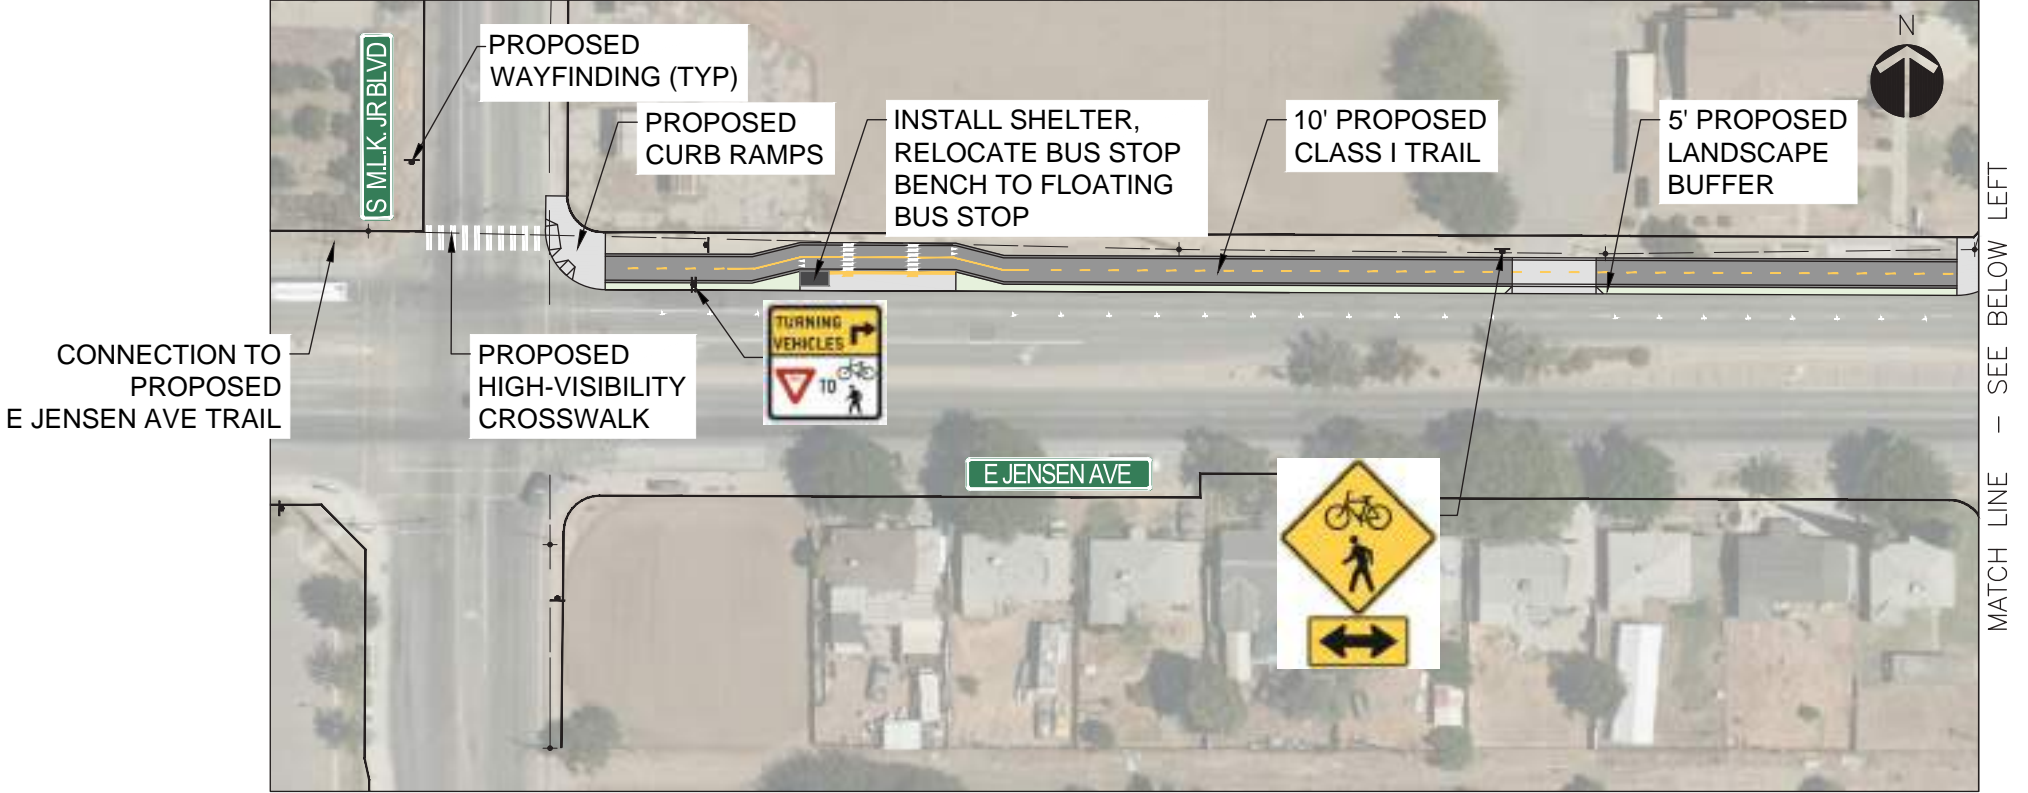 N
PROPOSED
WAYFINDING (TYP)
S M.L.K. JR BLVD
PROPOSED
CURB RAMPS
INSTALL SHELTER,
RELOCATE BUS STOP
BENCH TO FLOATING
BUS STOP
10' PROPOSED
CLASS I TRAIL
5' PROPOSED
LANDSCAPE
BUFFER
CONNECTION TO
PROPOSED
E JENSEN AVE TRAIL
PROPOSED
HIGH-VISIBILITY
CROSSWALK
TURNING
VEHICLES
TO
E JENSEN AVE
MATCH LINE – SEE BELOW LEFT